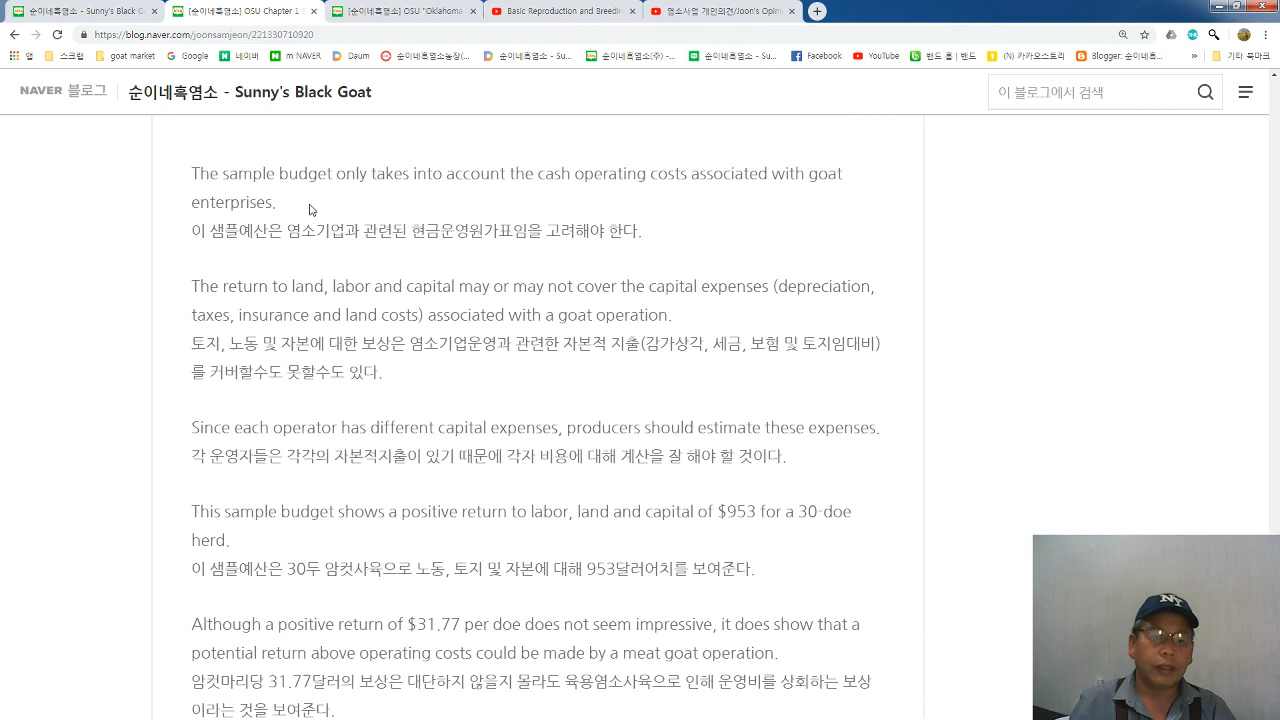 순이네흑염소 - Sunny's Black G
[순이네흑염소] OSU Chapter 1
[순이네흑염소] OSU "Oklah
Basic Reproduction and Breedin
염소사업 개인의견/Joon's Opini
https://blog.naver.com/joonsamjeon/221330710920
앱 스크랩 goat market Google 네이버 m NAVER Daum 순이네흑염소농장(... 순이네흑염소 - Su... 순이네흑염소(주) -... 순이네흑염소 - Su... Facebook YouTube 밴드 홈 | 밴드 (N) 카카오스토리 Blogger: 순이네흑... » 기타 북마크
NAVER 블로그 순이네흑염소 - Sunny's Black Goat 이 블로그에서 검색
The sample budget only takes into account the cash operating costs associated with goat
enterprises.
이 샘플예산은 염소기업과 관련된 현금운영원가표임을 고려해야 한다.
The return to land, labor and capital may or may not cover the capital expenses (depreciation,
taxes, insurance and land costs) associated with a goat operation.
토지, 노동 및 자본에 대한 보상은 염소기업운영과 관련한 자본적 지출(감가상각, 세금, 보험 및 토지임대비)
를 커버할수도 못할수도 있다.
Since each operator has different capital expenses, producers should estimate these expenses.
각 운영자들은 각각의 자본적지출이 있기 때문에 각자 비용에 대해 계산을 잘 해야 할 것이다.
This sample budget shows a positive return to labor, land and capital of $953 for a 30-doe
herd.
이 샘플예산은 30두 암컷사육으로 노동, 토지 및 자본에 대해 953달러어치를 보여준다.
Although a positive return of $31.77 per doe does not seem impressive, it does show that a
potential return above operating costs could be made by a meat goat operation.
암컷마리당 31.77달러의 보상은 대단하지 않을지 몰라도 육용염소사육으로 인해 운영비를 상회하는 보상
이라는 것을 보여준다.
NY